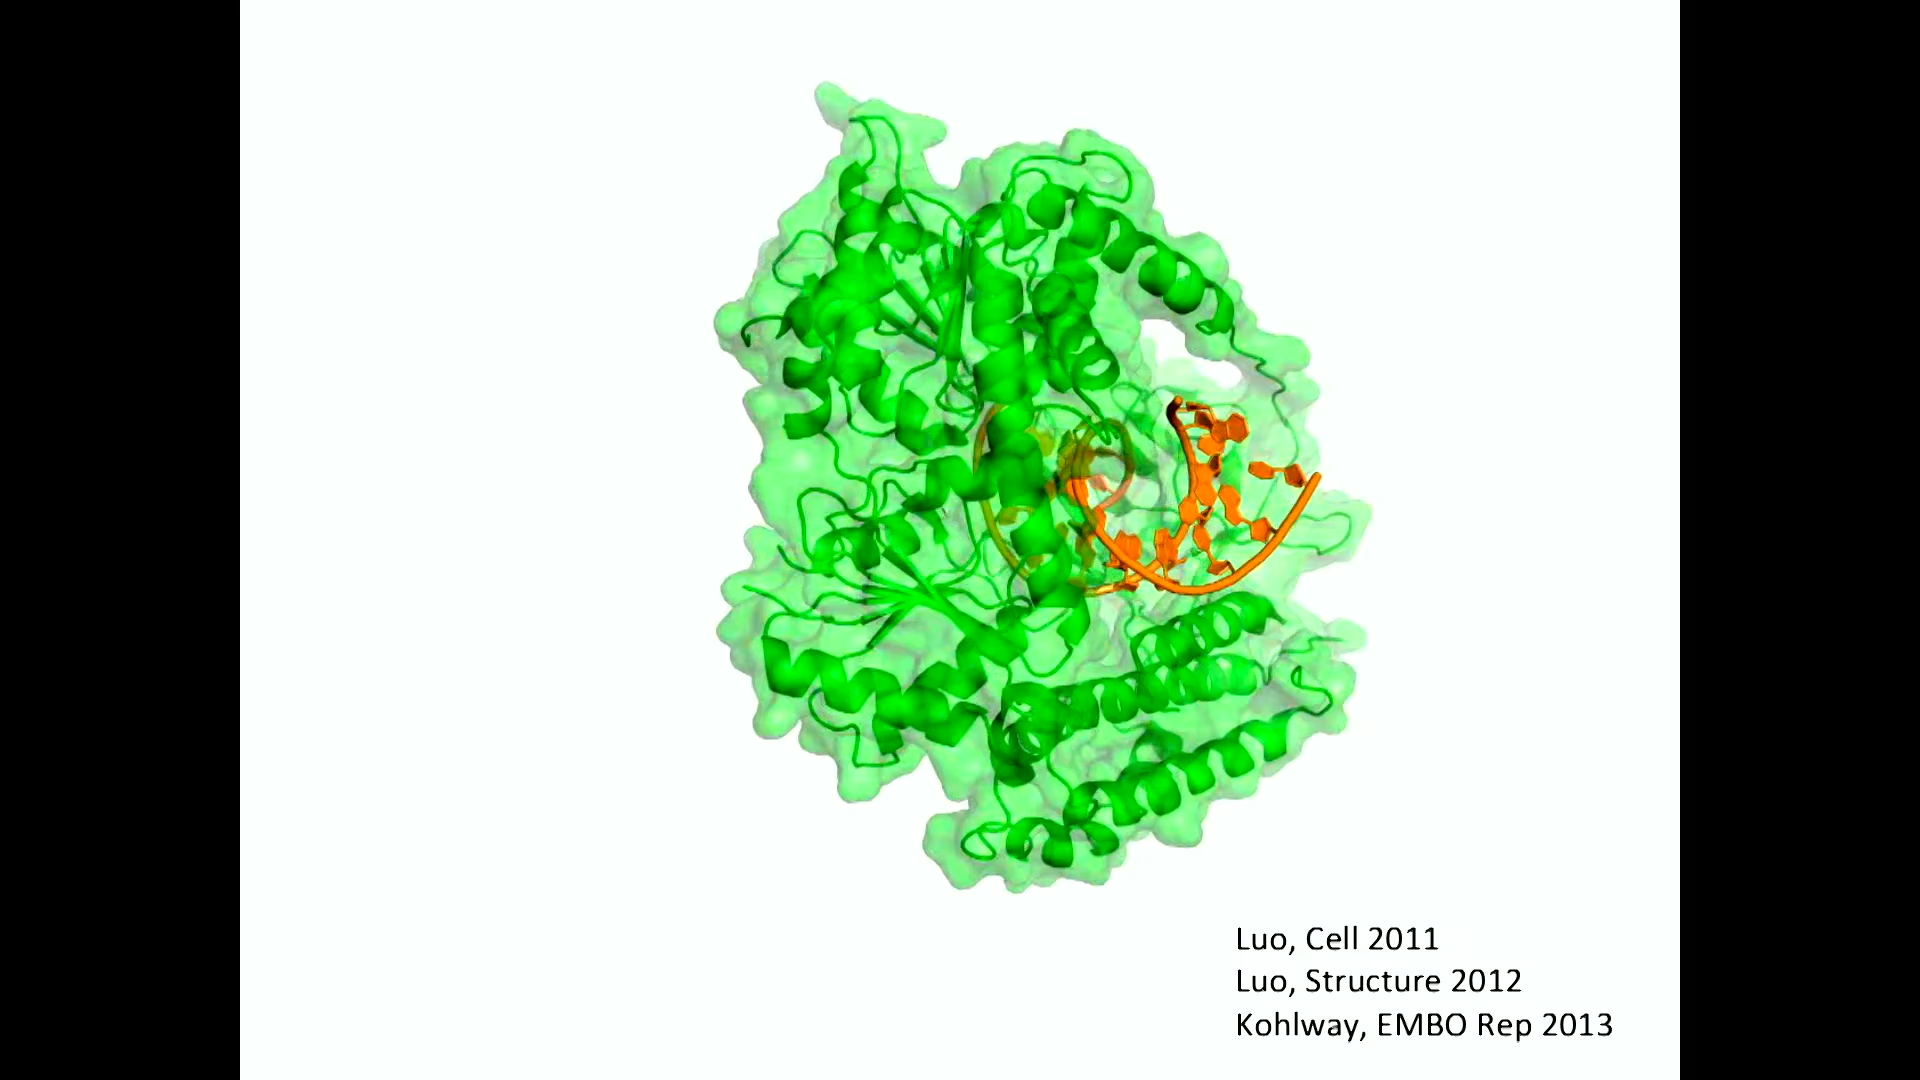 Luo, Cell 2011
Luo, Structure 2012
Kohlway, EMBO Rep 2013